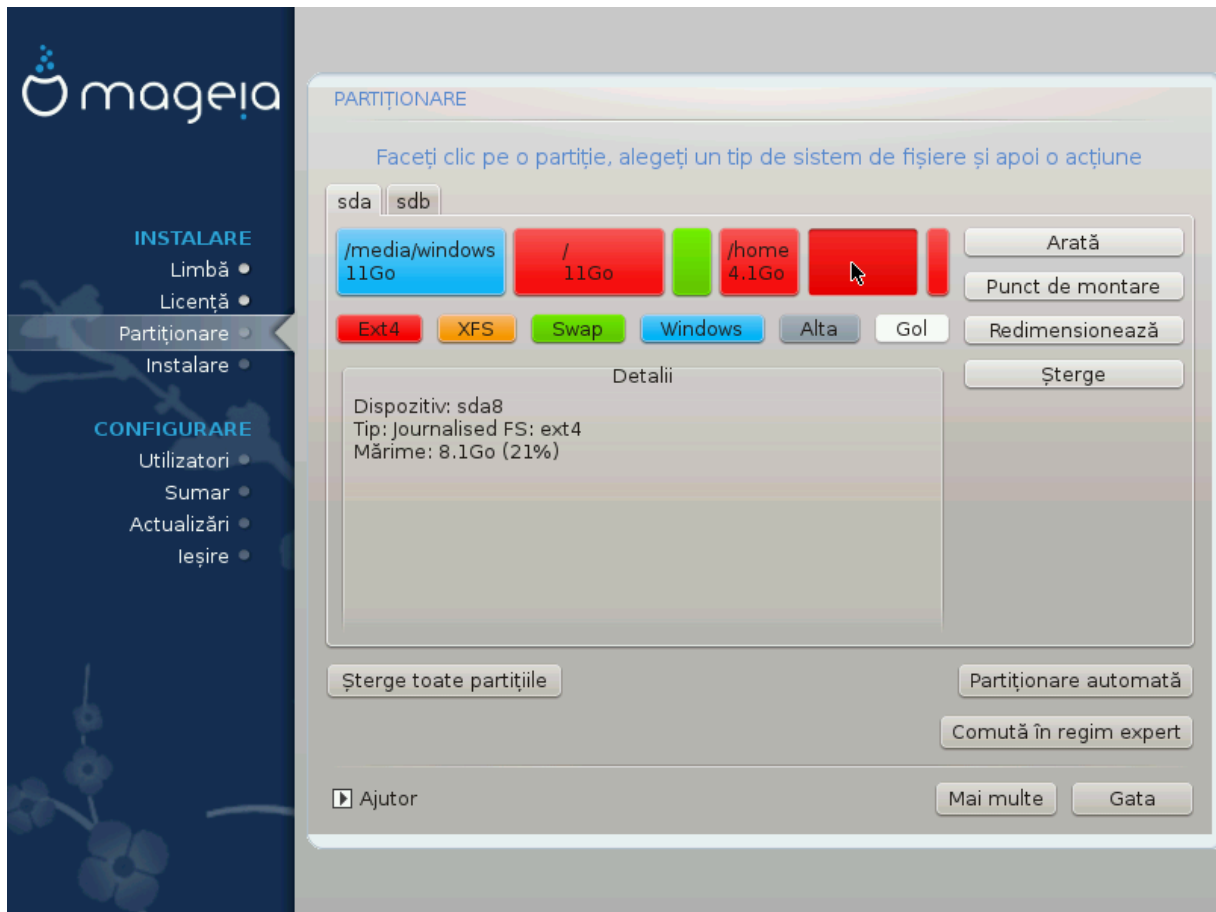 mageia
INSTALARE
Limbă
Licență
Partiționare
Instalare
CONFIGURARE
Utilizatori
Sumar
Actualizări
Ieșire
PARTIȚIONARE
Faceți clic pe o partiție, alegeți un tip de sistem de fișiere și apoi o acțiune
sda sdb
/media/windows
11Go
/
11Go
/home
4.1Go
Ext4 XFS Swap Windows Alta Gol
Arată
Punct de montare
Redimensionează
Șterge
Detalii
Dispozitiv: sda8
Tip: Journalised FS: ext4
Mărime: 8.1Go (21%)
Șterge toate partițiile
Partiționare automată
Comută în regim expert
Ajutor
Mai multe
Gata